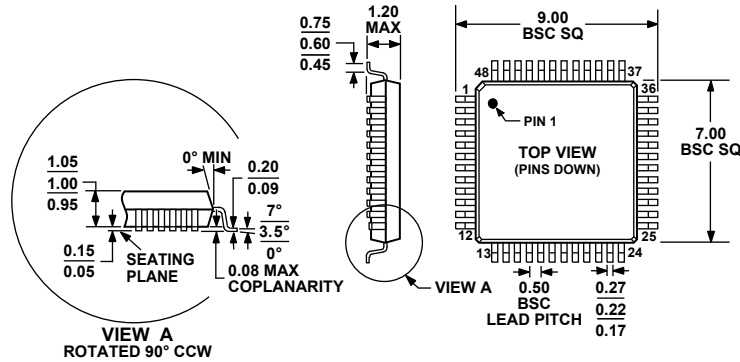 0.75
0.60
0.45
1.20
MAX
9.00
BSC SQ
48
37
1
36
PIN 1
TOP VIEW
(PINS DOWN)
7.00
BSC SQ
12
25
13
24
VIEW A
0.50
BSC
LEAD PITCH
0.27
0.22
0.17
1.05
1.00
0.95
0° MIN
0.20
0.09
7°
3.5°
0°
0.15
0.05
SEATING
PLANE
0.08 MAX
COPLANARITY
VIEW A
ROTATED 90° CCW